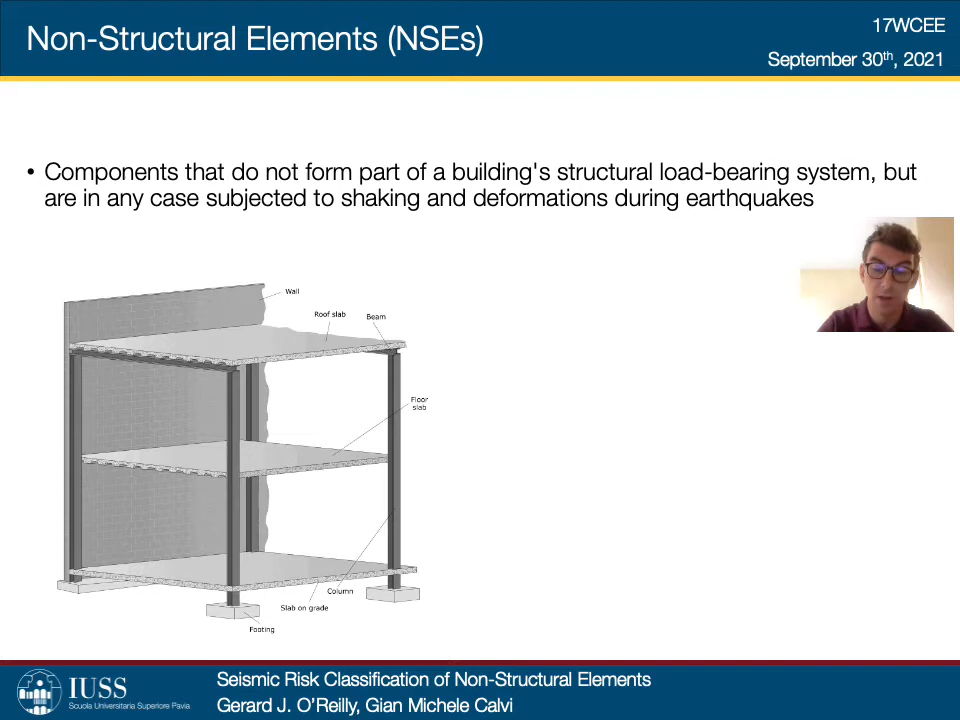 Non-Structural Elements (NSEs)
17WCEE
September 30th, 2021
• Components that do not form part of a building's structural load-bearing system, but
are in any case subjected to shaking and deformations during earthquakes
Wall
Roof slab
Beam
Floor
slab
Column
Slab on grade
Footing
IUSS
Scuola Universitaria Superiore Pavia
Seismic Risk Classification of Non-Structural Elements
Gerard J. O'Reilly, Gian Michele Calvi